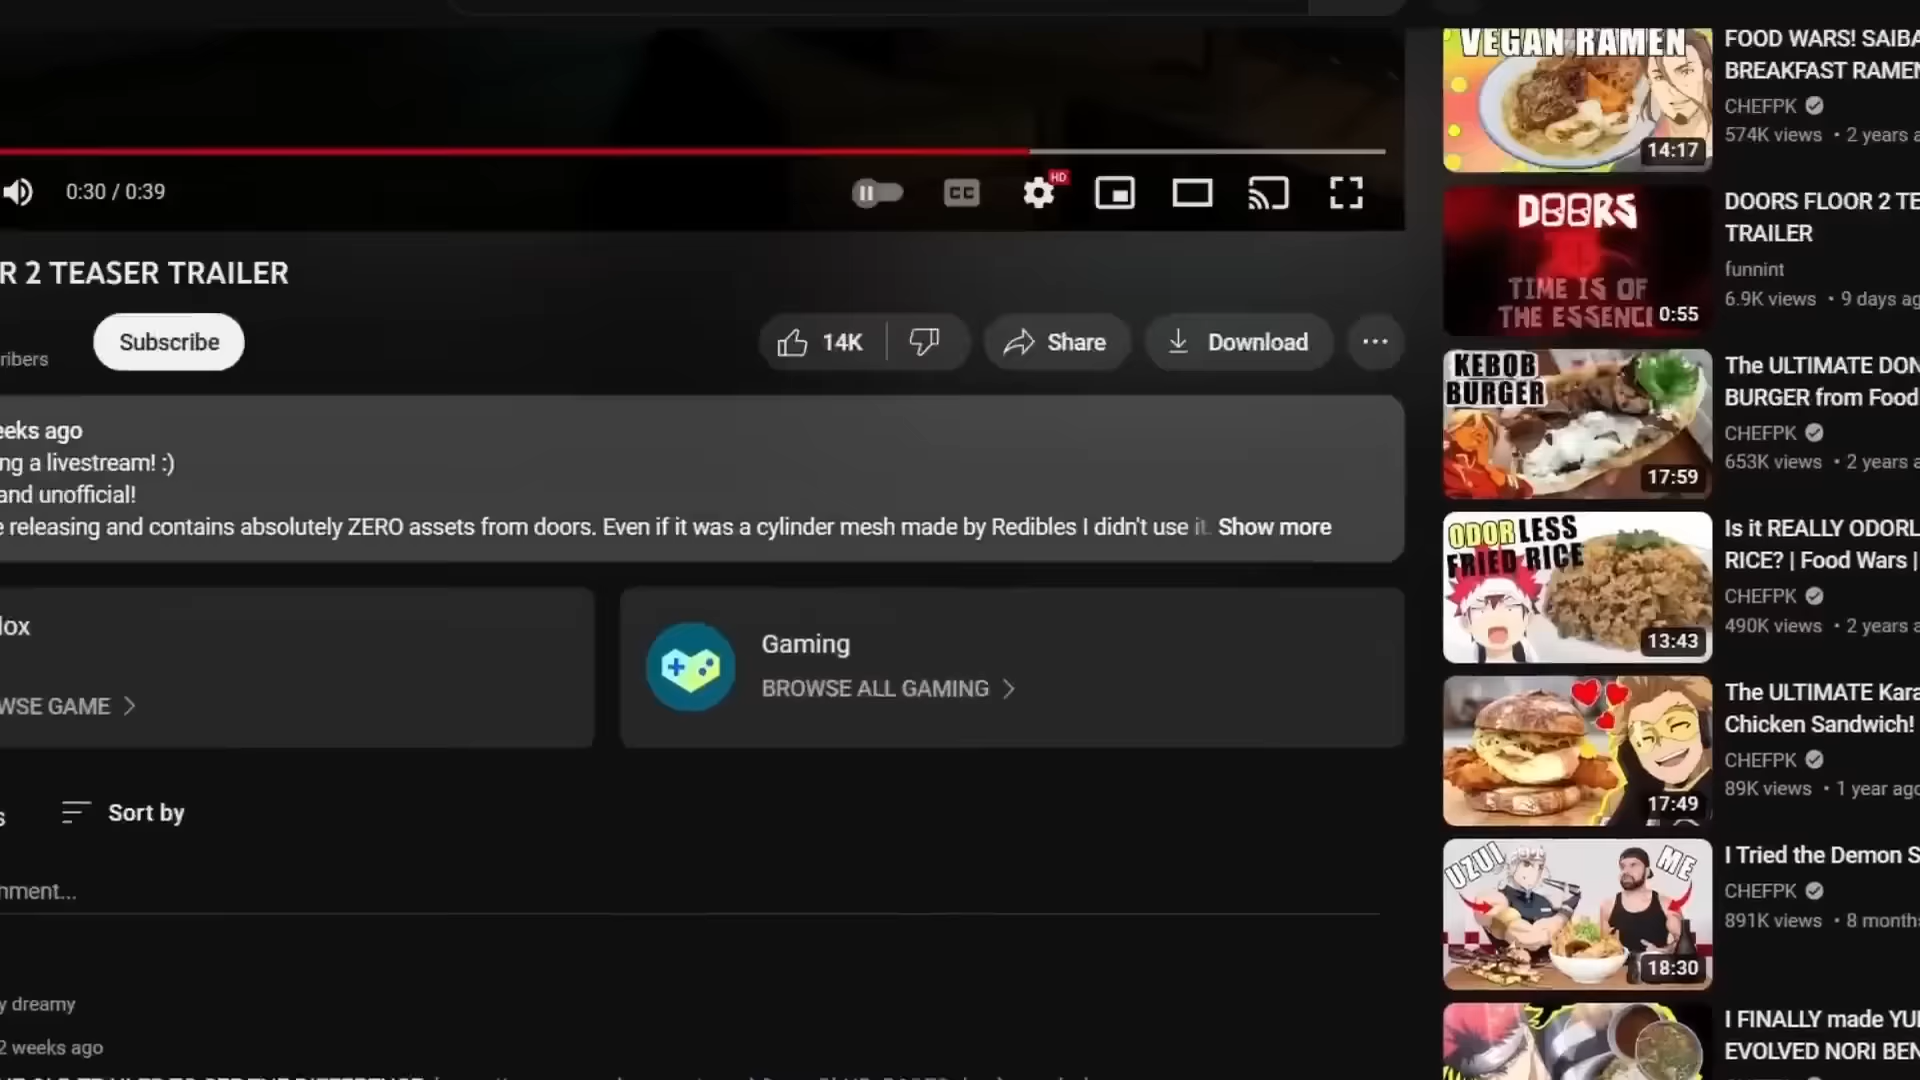 0:30 / 0:39
CC
HD
R 2 TEASER TRAILER
ribers
Subscribe
14K
Share
Download
eeks ago
ng a livestream! :)
and unofficial!
e releasing and contains absolutely ZERO assets from doors. Even if it was a cylinder mesh made by Redibles I didn't use it. Show more
lox
WSE GAME
Gaming
BROWSE ALL GAMING
s
Sort by
nment...
y dreamy
2 weeks ago
VEGAN RAMEN
14:17
FOOD WARS! SAIBA
BREAKFAST RAMEN
CHEFPK
574K views • 2 years a
DOORS
TIME IS OF
THE ESSENC
0:55
DOORS FLOOR 2 TE
TRAILER
funnint
6.9K views • 9 days ag
KEBOB
BURGER
17:59
The ULTIMATE DON
BURGER from Food
CHEFPK
653K views • 2 years a
ODORLESS
FRIED RICE
13:43
Is it REALLY ODORL
RICE? | Food Wars |
CHEFPK
490K views • 2 years a
17:49
The ULTIMATE Kara
Chicken Sandwich!
CHEFPK
89K views • 1 year ago
UZUI
ME
18:30
I Tried the Demon S
CHEFPK
891K views • 8 month
I FINALLY made YUK
EVOLVED NORI BEN